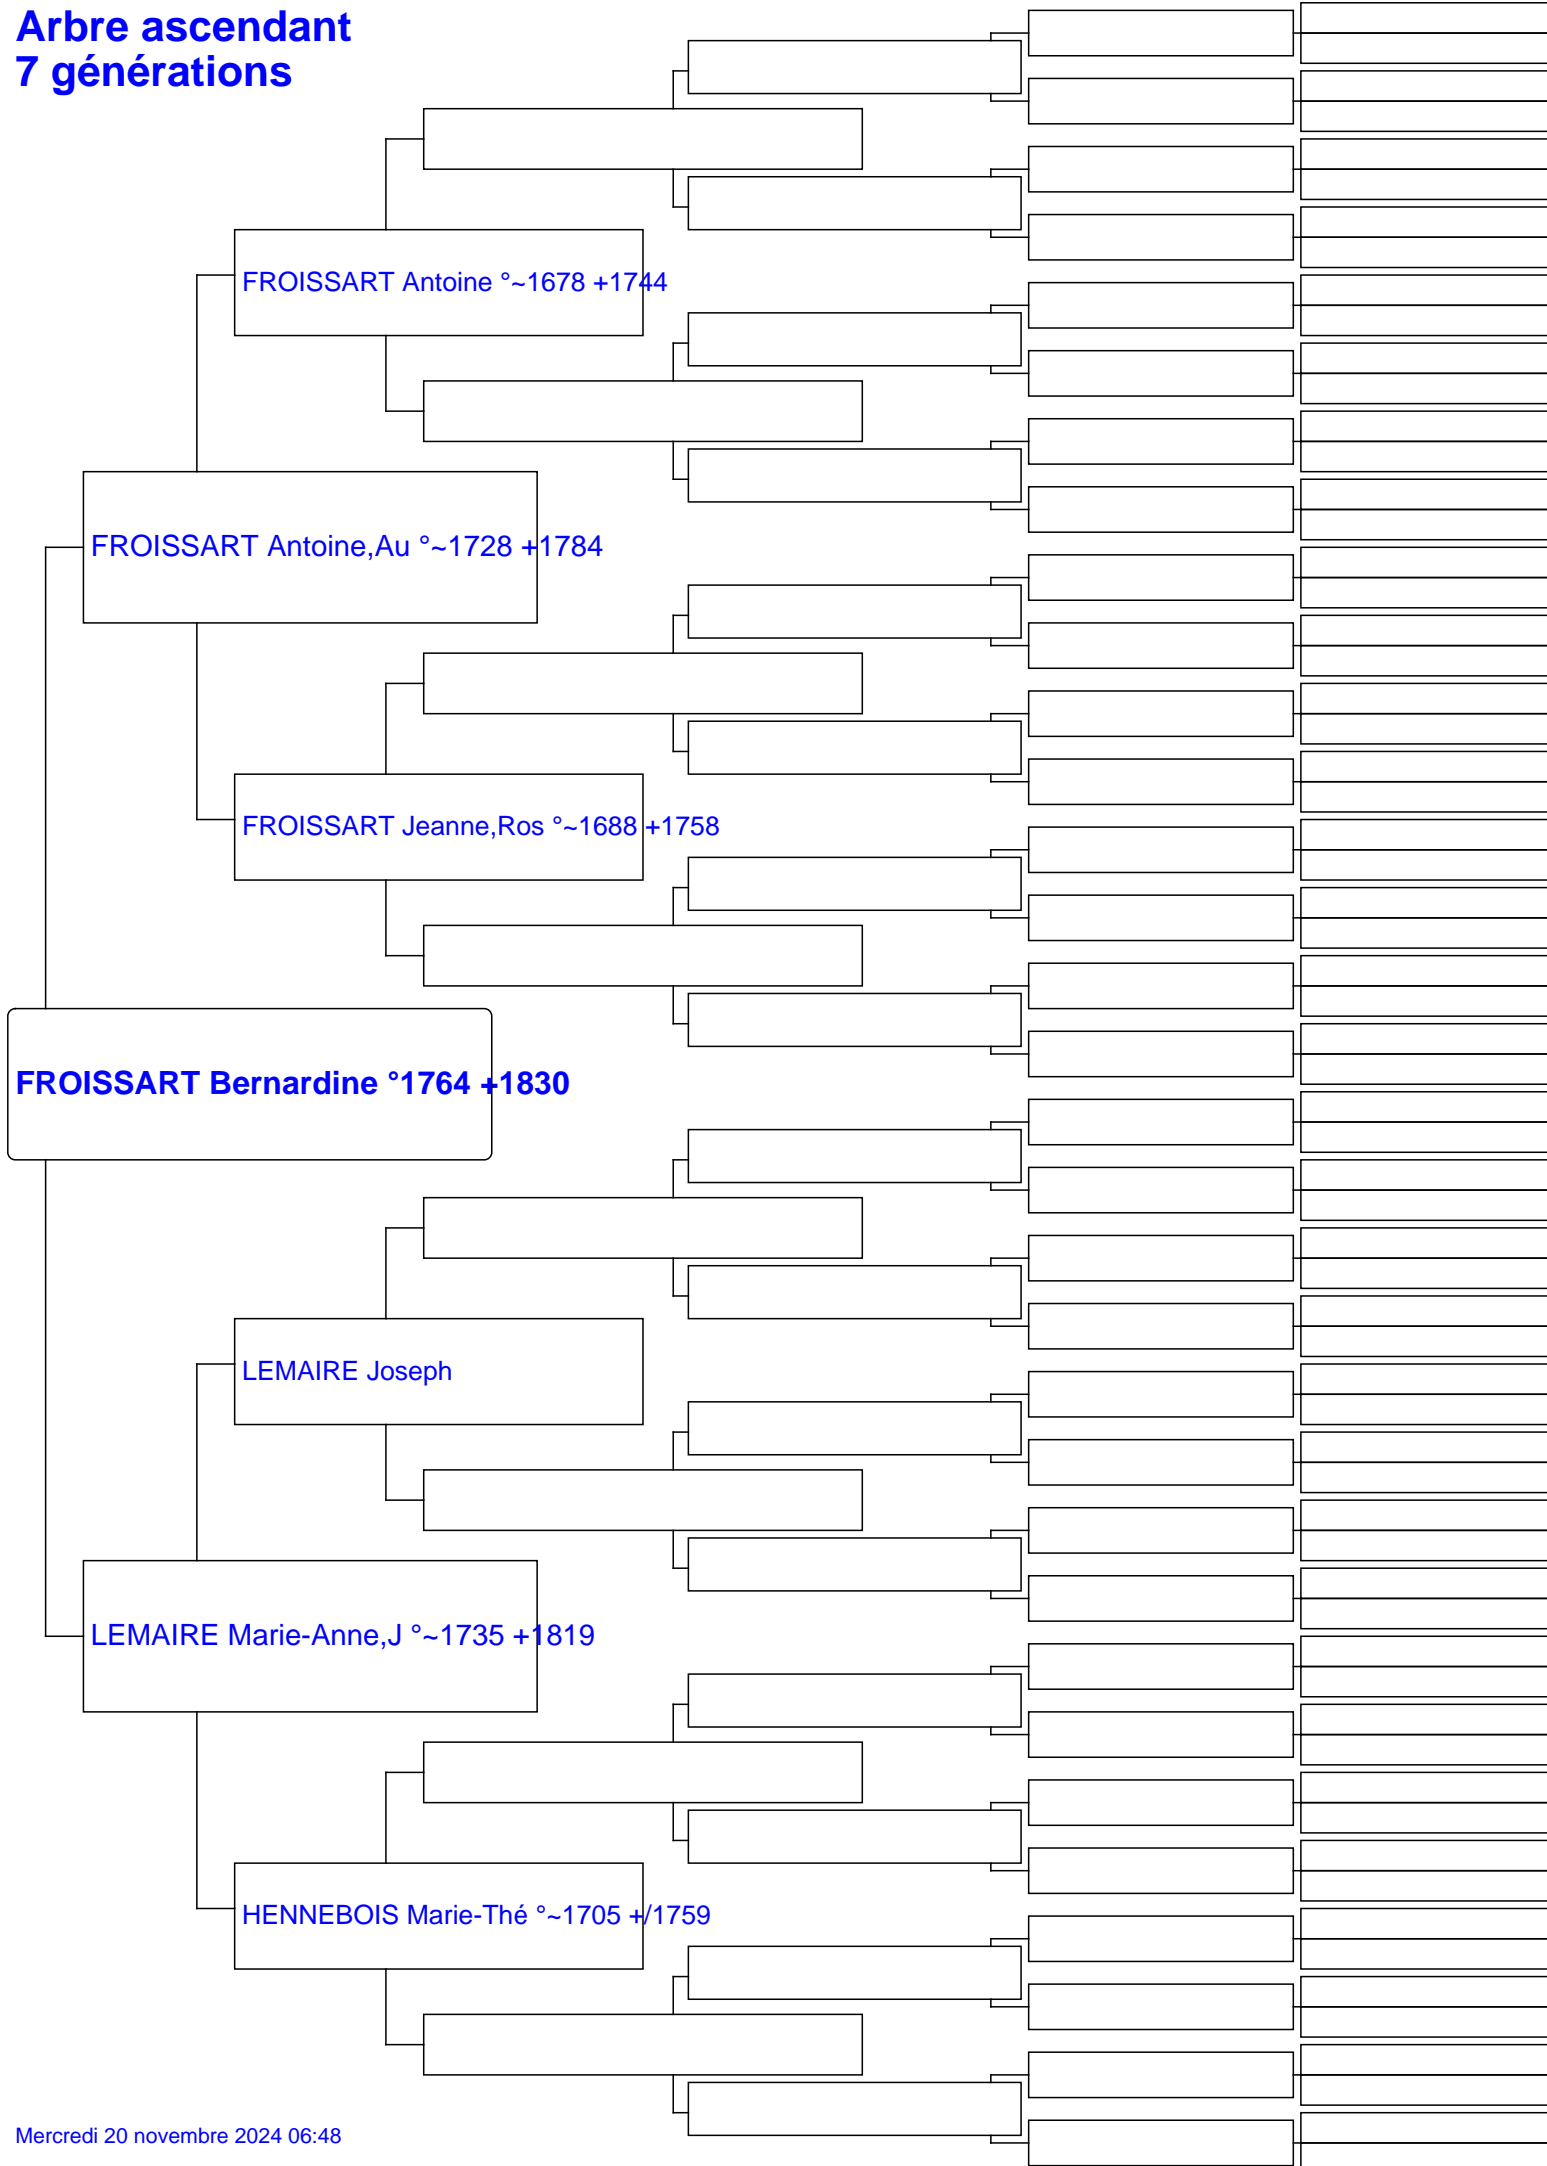 Arbre ascendant
7 générations
FROISSART Antoine °~1678 +1744
FROISSART Antoine,Au °~1728 +1784
FROISSART Jeanne,Ros °~1688 +1758
FROISSART Bernardine °1764 +1830
LEMAIRE Joseph
LEMAIRE Marie-Anne,J °~1735 +1819
HENNEBOIS Marie-Thé °~1705 +/1759
Mercredi 20 novembre 2024 06:48